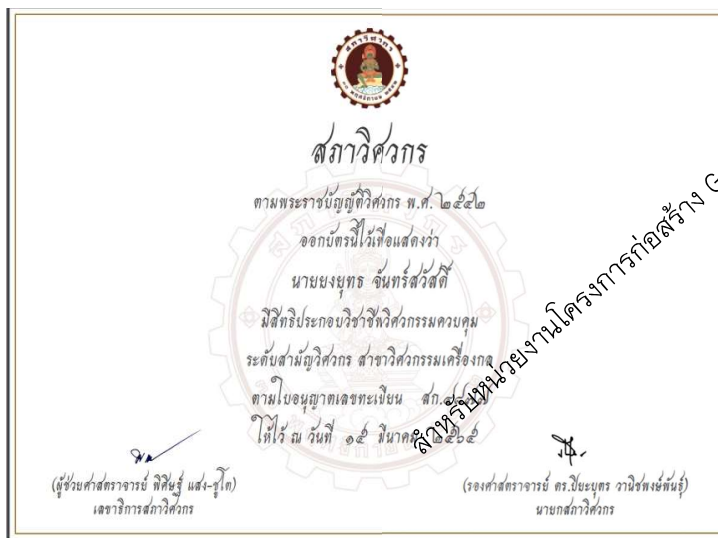 สภาวิศวกร
สภาวิศวกร
ตามพระราชบัญญัติวิศวกร พ.ศ. ๒๕๔๒
ออกบัตรนี้ไว้เพื่อแสดงว่า
นายยงยุทธ จันทร์สวัสดิ์
มีสิทธิประกอบวิชาชีพวิศวกรรมควบคุม
ระดับสามัญวิศวกร สาขาวิศวกรรมเครื่องกล
ตามใบอนุญาตเลขทะเบียน สก.
ให้ไว้ ณ วันที่ ๑๕ มีนาคม ๒๕๖๕
สำหรับหน่วยงานโครงการก่อสร้าง
(ผู้ช่วยศาสตราจารย์ พิศิษฐ์ แสง-ชูโต)
เลขาธิการสภาวิศวกร
(รองศาสตราจารย์ ดร.ปิยะบุตร วานิชพงษ์พันธุ์)
นายกสภาวิศวกร